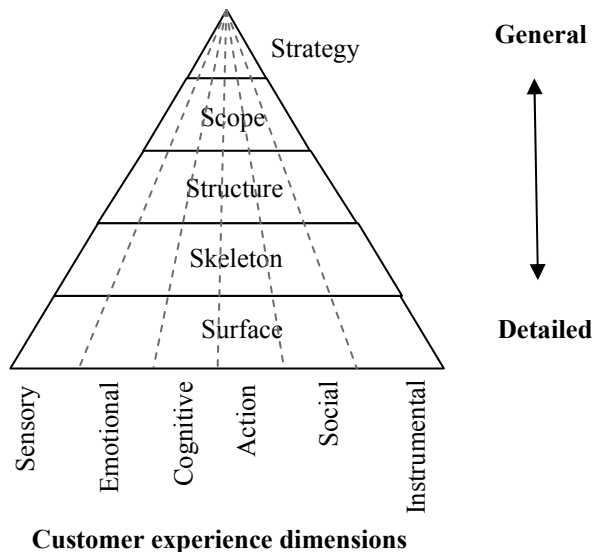 General
Strategy
Scope
Structure
Skeleton
Surface
Detailed
Sensory
Emotional
Cognitive
Action
Social
Instrumental
Customer experience dimensions